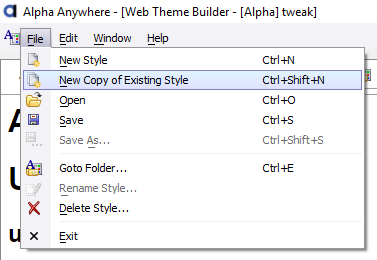 Alpha Anywhere - [Web Theme Builder - [Alpha] tweak]
File Edit Window Help
New Style Ctrl+N
New Copy of Existing Style Ctrl+Shift+N
Open Ctrl+O
Save Ctrl+S
Save As... Ctrl+Shift+S
Goto Folder... Ctrl+E
Rename Style...
Delete Style...
Exit